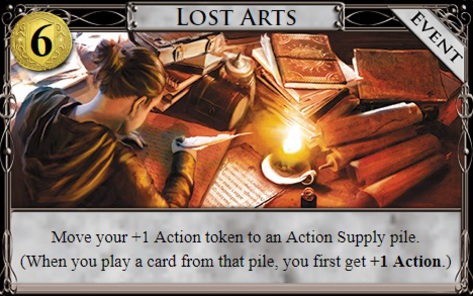 LOST ARTS
6
EVENT
Move your +1 Action token to an Action Supply pile.
(When you play a card from that pile, you first get +1 Action.)